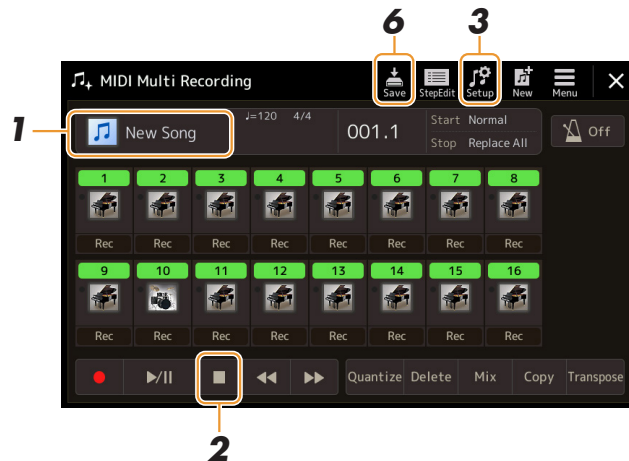 6 3
MIDI Multi Recording
Save StepEdit Setup New Menu
1
New Song
♩=120 4/4
001.1
Start Normal
Stop Replace All
Off
1 2 3 4 5 6 7 8
Rec Rec Rec Rec Rec Rec Rec Rec
9 10 11 12 13 14 15 16
Rec Rec Rec Rec Rec Rec Rec Rec
Quantize Delete Mix Copy Transpose
2